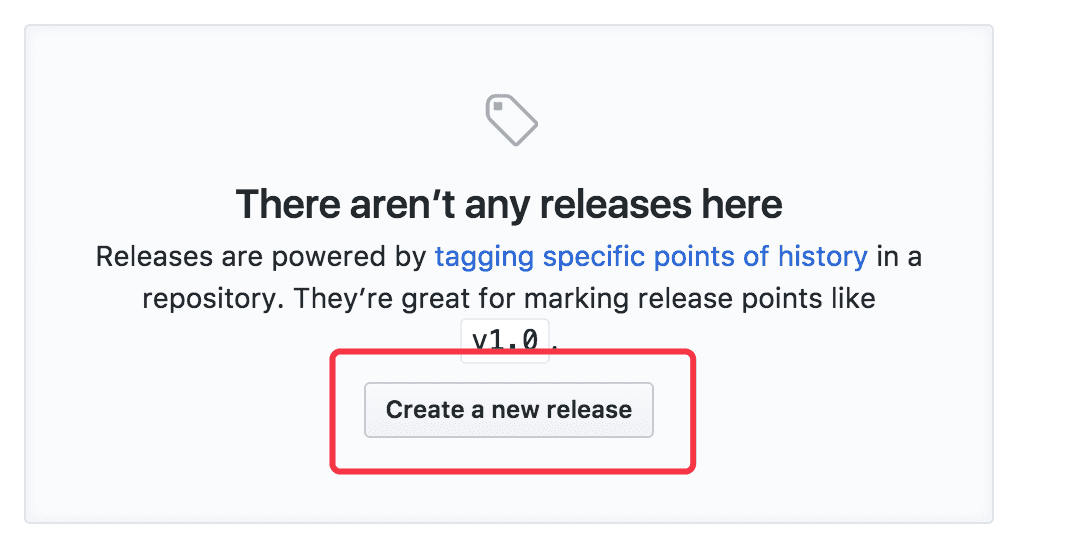 There aren’t any releases here
Releases are powered by tagging specific points of history in a
repository. They’re great for marking release points like
v1.0.
Create a new release